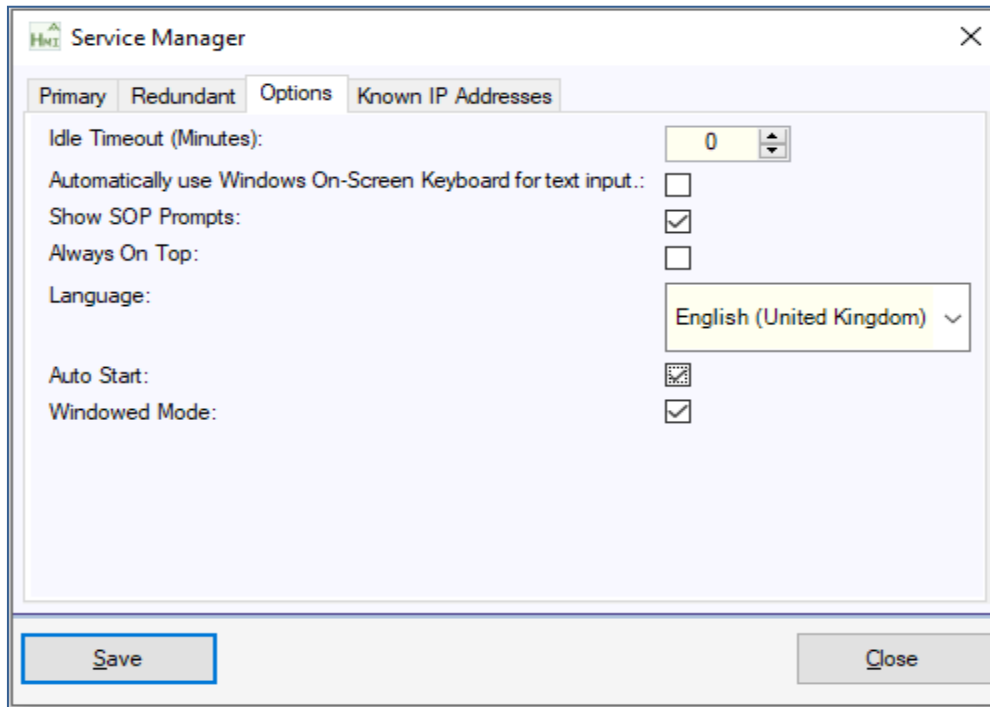 HMI Service Manager
Primary Redundant Options Known IP Addresses
Idle Timeout (Minutes): 0
Automatically use Windows On-Screen Keyboard for text input.:
Show SOP Prompts:
Always On Top:
Language: English (United Kingdom)
Auto Start:
Windowed Mode:
Save Close